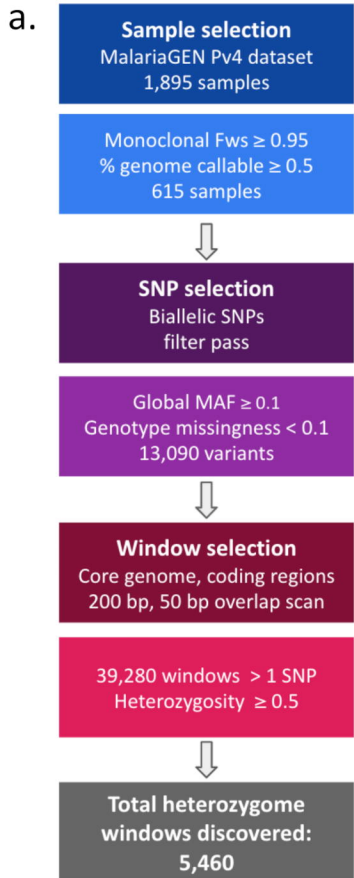 a.
Sample selection
MalariaGEN Pv4 dataset
1,895 samples
Monoclonal Fws ≥ 0.95
% genome callable ≥ 0.5
615 samples
SNP selection
Biallelic SNPs
filter pass
Global MAF ≥ 0.1
Genotype missingness < 0.1
13,090 variants
Window selection
Core genome, coding regions
200 bp, 50 bp overlap scan
39,280 windows > 1 SNP
Heterozygosity ≥ 0.5
Total heterozygome
windows discovered:
5,460